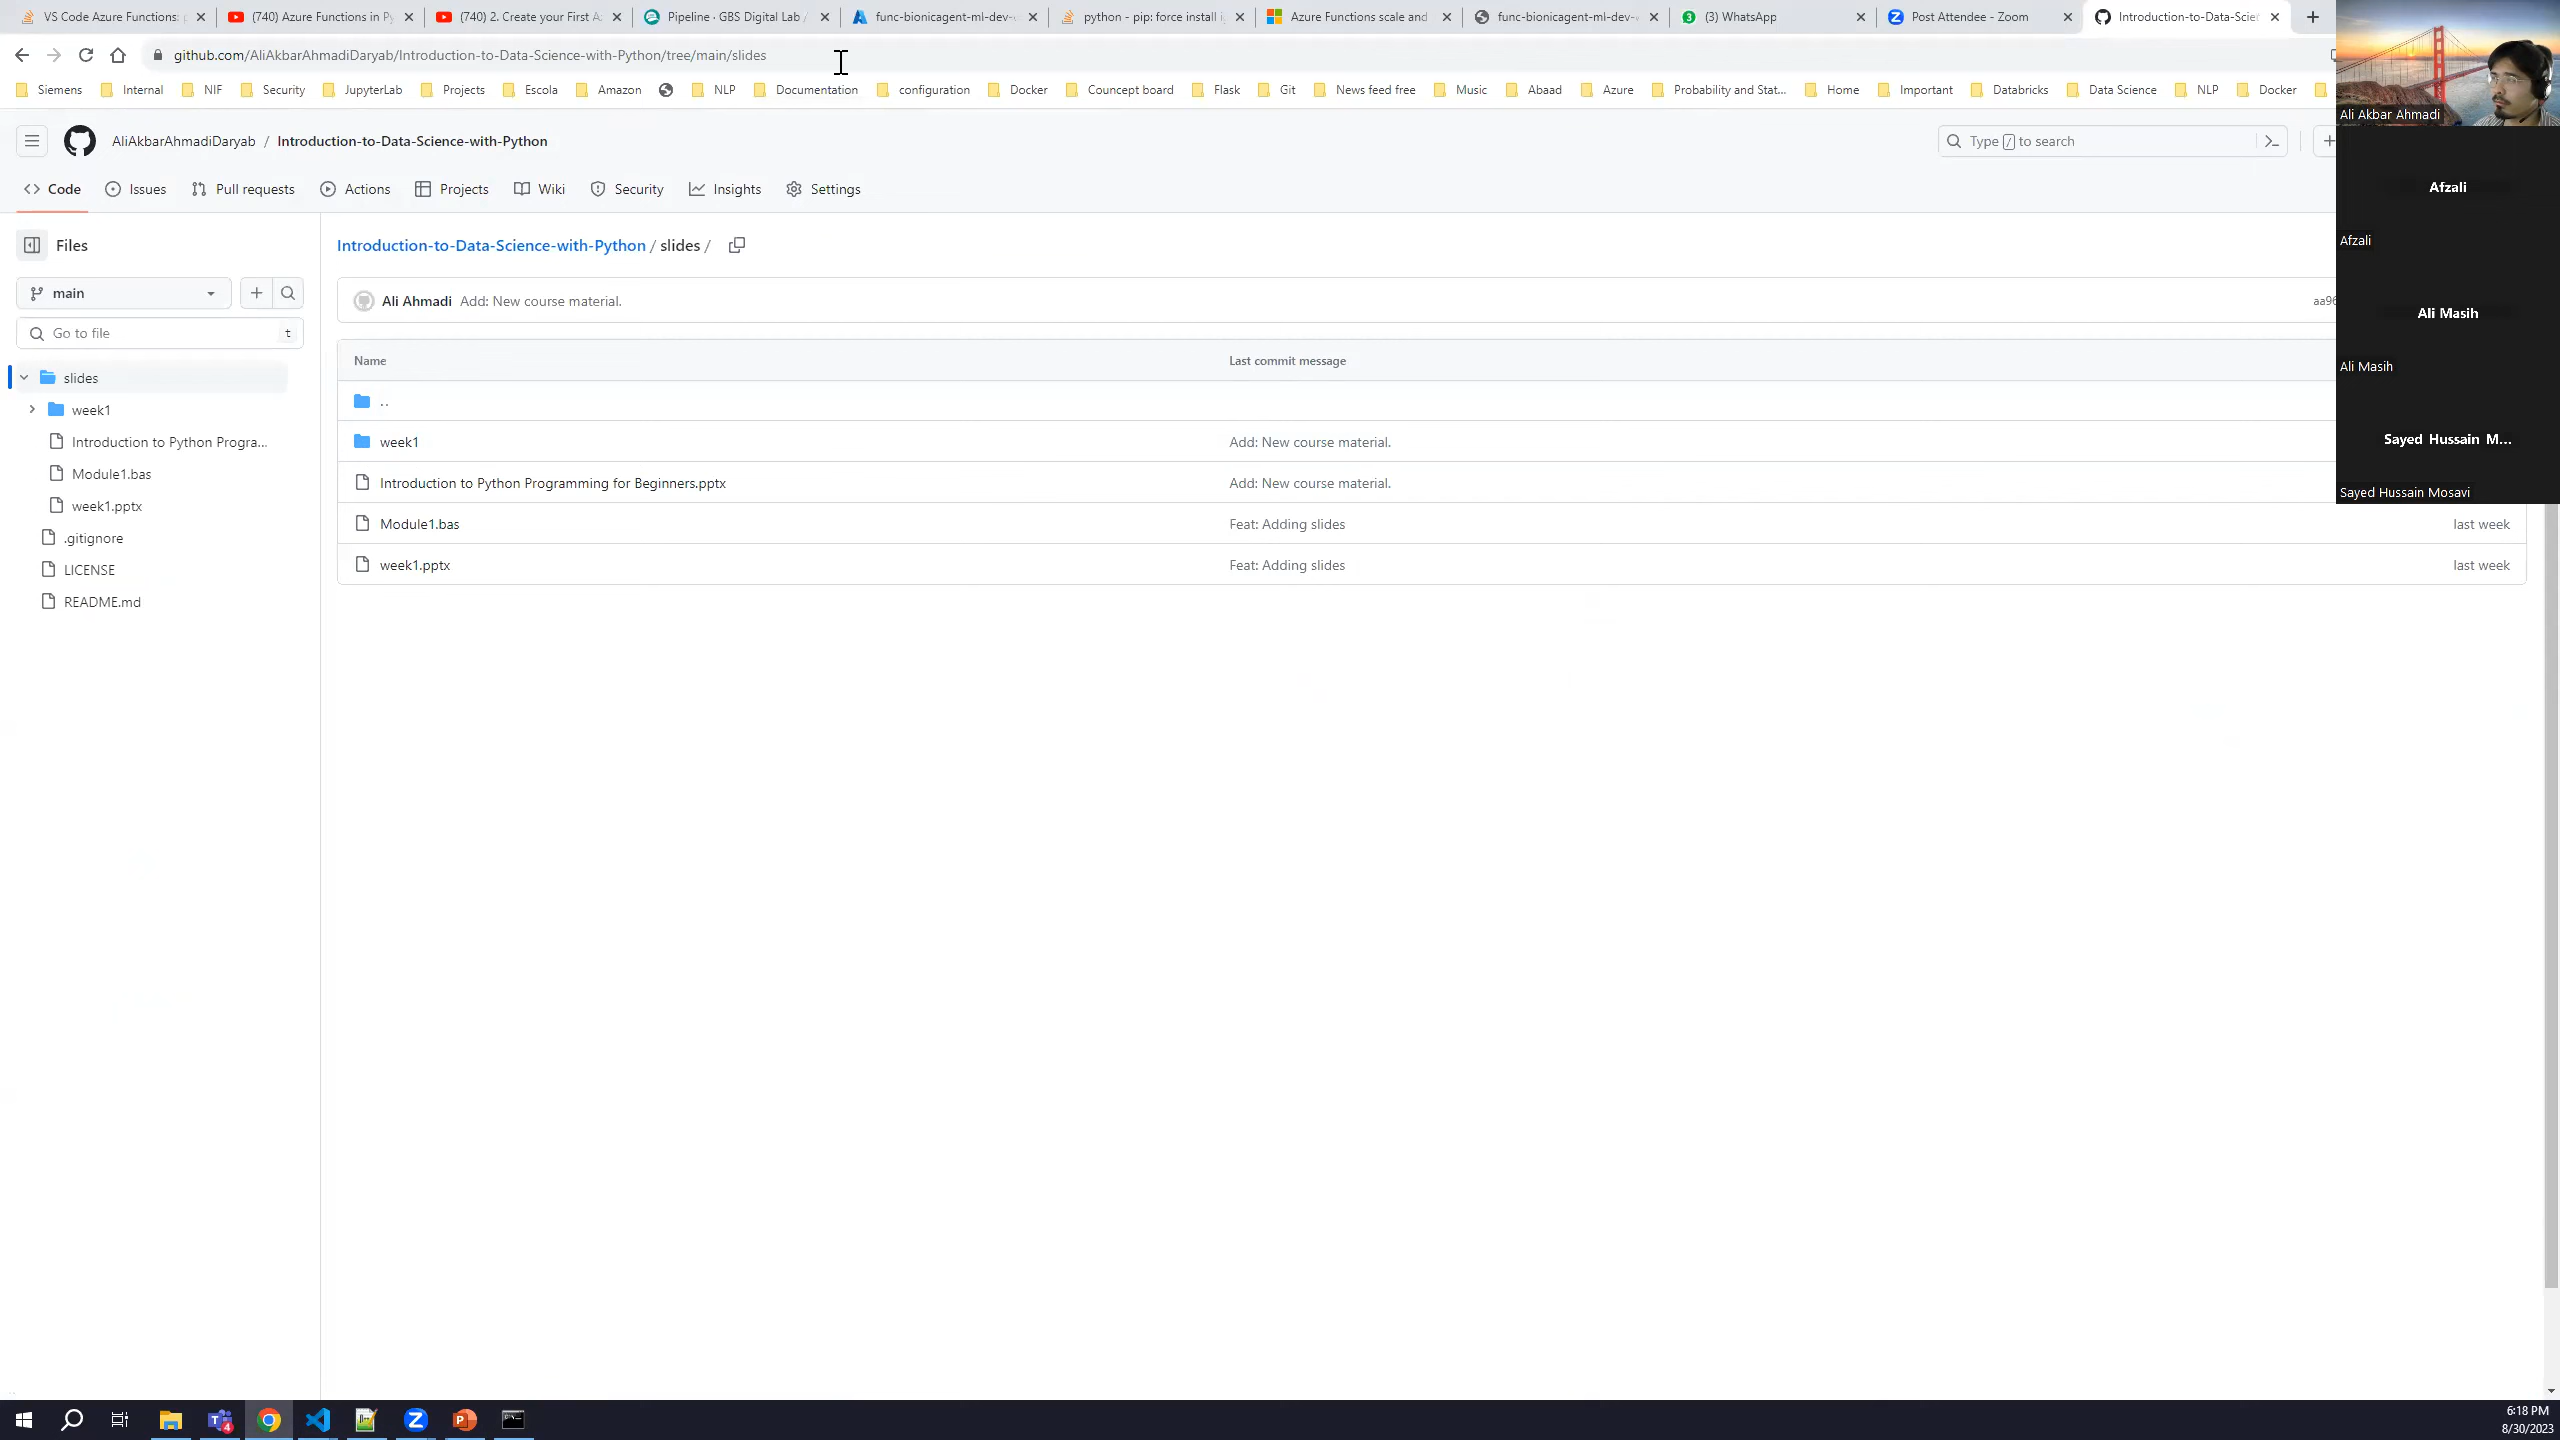 VS Code Azure Functions: p
(740) Azure Functions in Py
(740) 2. Create your First A
Pipeline · GBS Digital Lab /
func-bionicagent-ml-dev-
python - pip: force install i
Azure Functions scale and
func-bionicagent-ml-dev-
(3) WhatsApp
Post Attendee - Zoom
Introduction-to-Data-Scien
github.com/AliAkbarAhmadiDaryab/Introduction-to-Data-Science-with-Python/tree/main/slides
Siemens Internal NIF Security JupyterLab Projects Escola Amazon NLP Documentation configuration Docker Councept board Flask Git News feed free Music Abaad Azure Probability and Stat... Home Important Databricks Data Science NLP Docker
Ali Akbar Ahmadi
AliAkbarAhmadiDaryab / Introduction-to-Data-Science-with-Python
Type / to search
Code Issues Pull requests Actions Projects Wiki Security Insights Settings
Afzali
Afzali
Ali Masih
Ali Masih
Sayed Hussain M...
Sayed Hussain Mosavi
Files
main
Go to file
t
slides
week1
Introduction to Python Progra...
Module1.bas
week1.pptx
.gitignore
LICENSE
README.md
Introduction-to-Data-Science-with-Python / slides /
Ali Ahmadi Add: New course material.
aa96
Name Last commit message
..
week1 Add: New course material.
Introduction to Python Programming for Beginners.pptx Add: New course material.
Module1.bas Feat: Adding slides last week
week1.pptx Feat: Adding slides last week
6:18 PM
8/30/2023